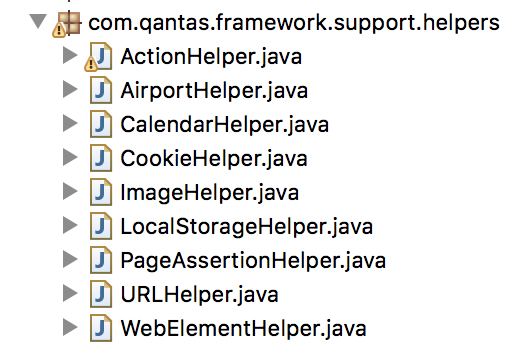 com.qantas.framework.support.helpers
ActionHelper.java
AirportHelper.java
CalendarHelper.java
CookieHelper.java
ImageHelper.java
LocalStorageHelper.java
PageAssertionHelper.java
URLHelper.java
WebElementHelper.java